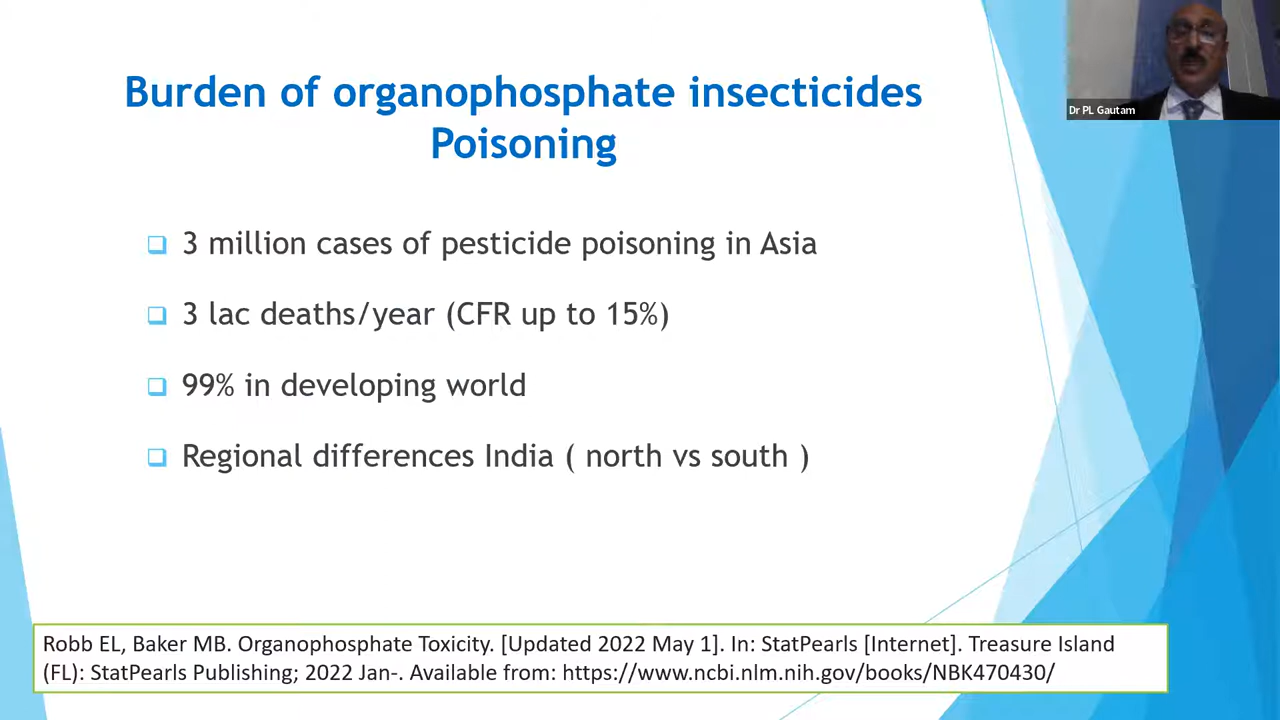 Burden of organophosphate insecticides
Poisoning
Dr PL Gautam
3 million cases of pesticide poisoning in Asia
3 lac deaths/year (CFR up to 15%)
99% in developing world
Regional differences India ( north vs south )
Robb EL, Baker MB. Organophosphate Toxicity. [Updated 2022 May 1]. In: StatPearls [Internet]. Treasure Island
(FL): StatPearls Publishing; 2022 Jan-. Available from: https://www.ncbi.nlm.nih.gov/books/NBK470430/